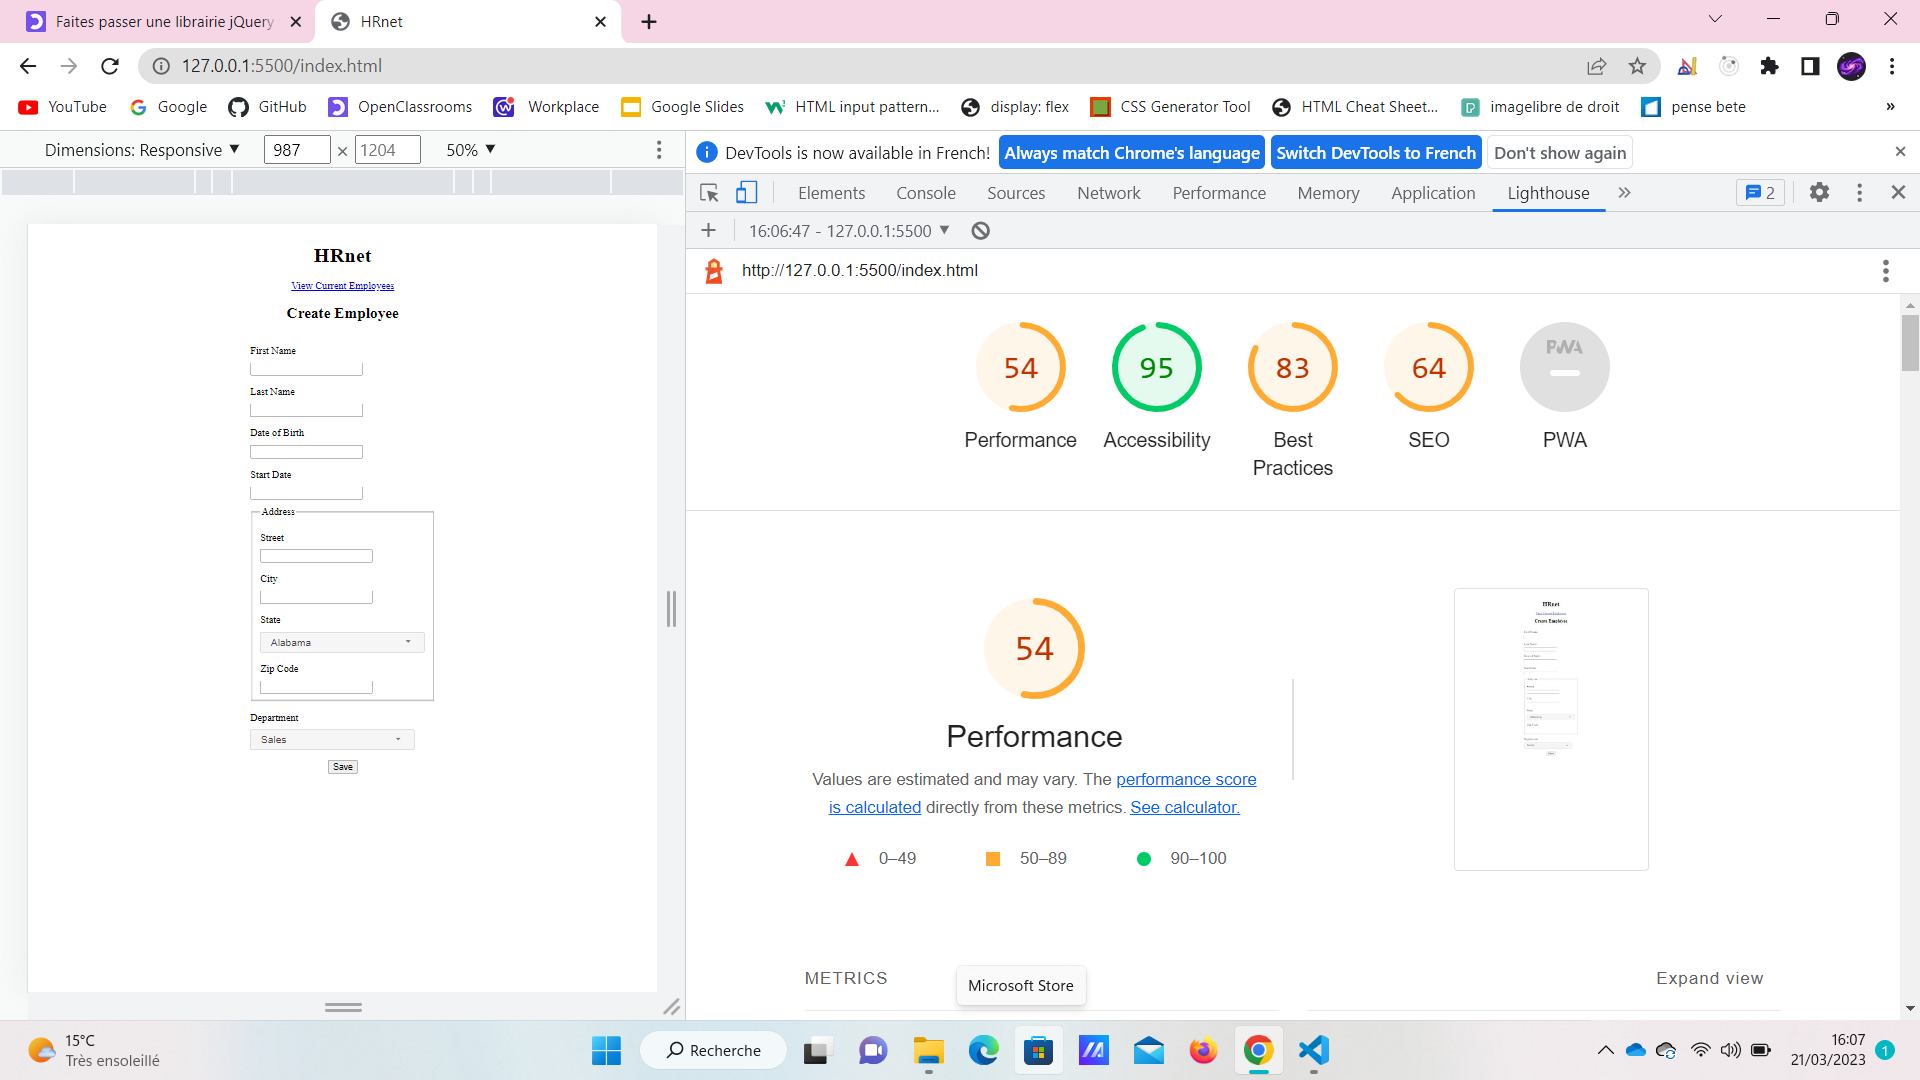 Faites passer une librairie jQuery
HRnet
127.0.0.1:5500/index.html
YouTube
Google
GitHub
OpenClassrooms
Workplace
Google Slides
HTML input pattern...
display: flex
CSS Generator Tool
HTML Cheat Sheet...
imagelibre de droit
pense bete
»
Dimensions: Responsive
987
×
1204
50%
HRnet
View Current Employees
Create Employee
First Name
Last Name
Date of Birth
Start Date
Address
Street
City
State
Alabama
Zip Code
Department
Sales
Save
DevTools is now available in French!
Always match Chrome's language
Switch DevTools to French
Don't show again
Elements
Console
Sources
Network
Performance
Memory
Application
Lighthouse
2
16:06:47 - 127.0.0.1:5500
http://127.0.0.1:5500/index.html
54
95
83
64
PWA
Performance
Accessibility
Best
Practices
SEO
PWA
54
Performance
Values are estimated and may vary. The performance score
is calculated directly from these metrics. See calculator.
0–49
50–89
90–100
HRnet
Create Employee
METRICS
Expand view
Microsoft Store
15°C
Très ensoleillé
Recherche
16:07
21/03/2023
1